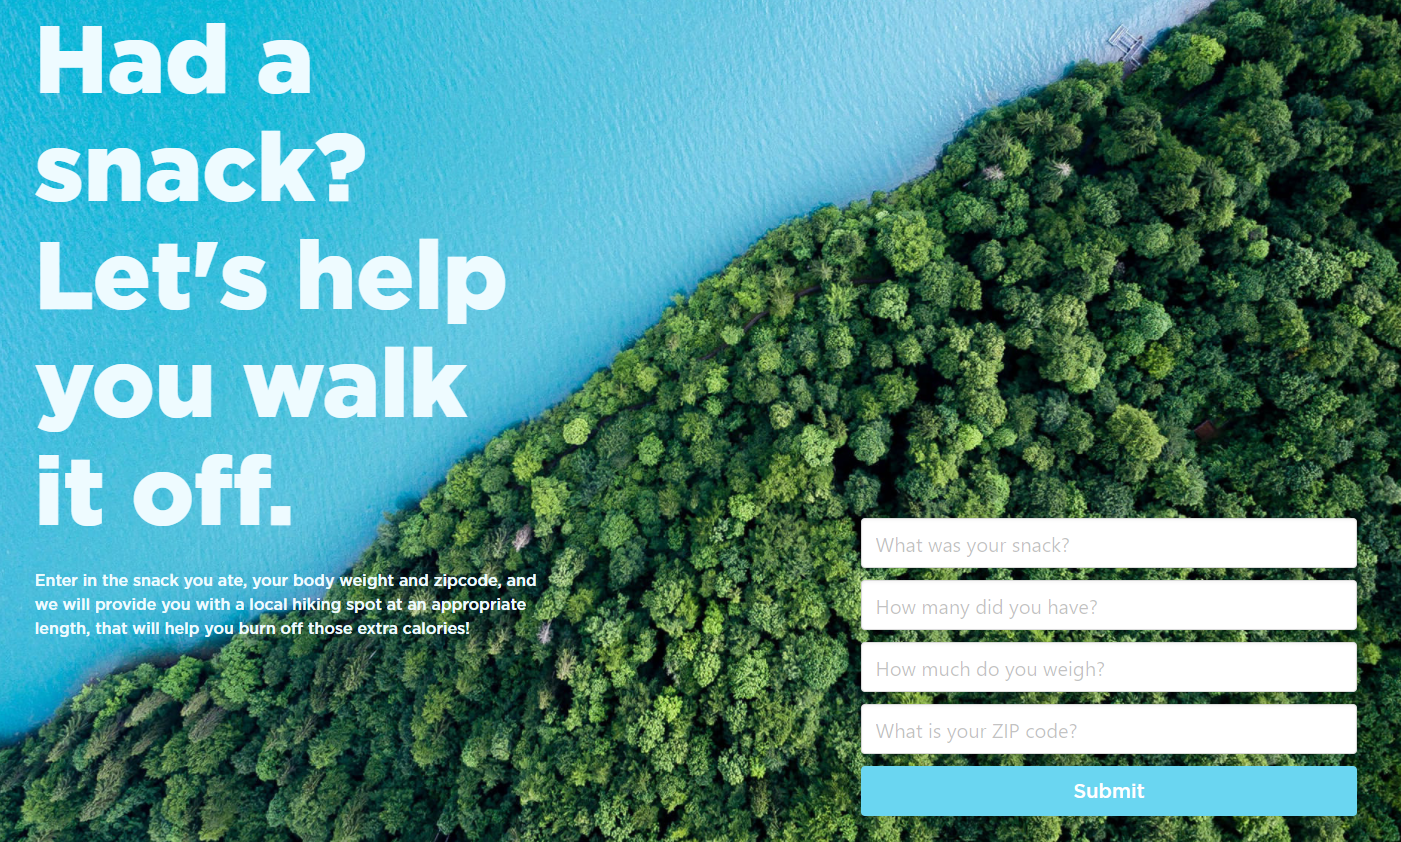 Had a
snack?
Let's help
you walk
it off.
Enter in the snack you ate, your body weight and zipcode, and
we will provide you with a local hiking spot at an appropriate
length, that will help you burn off those extra calories!
What was your snack?
How many did you have?
How much do you weigh?
What is your ZIP code?
Submit